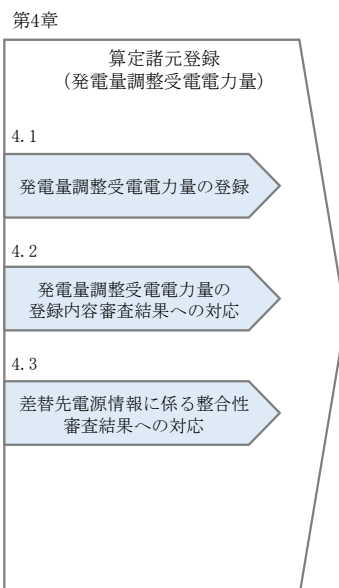 第4章
算定諸元登録
(発電量調整受電電力量)
4.1
発電量調整受電電力量の登録
4.2
発電量調整受電電力量の
登録内容審査結果への対応
4.3
差替先電源情報に係る整合性
審査結果への対応